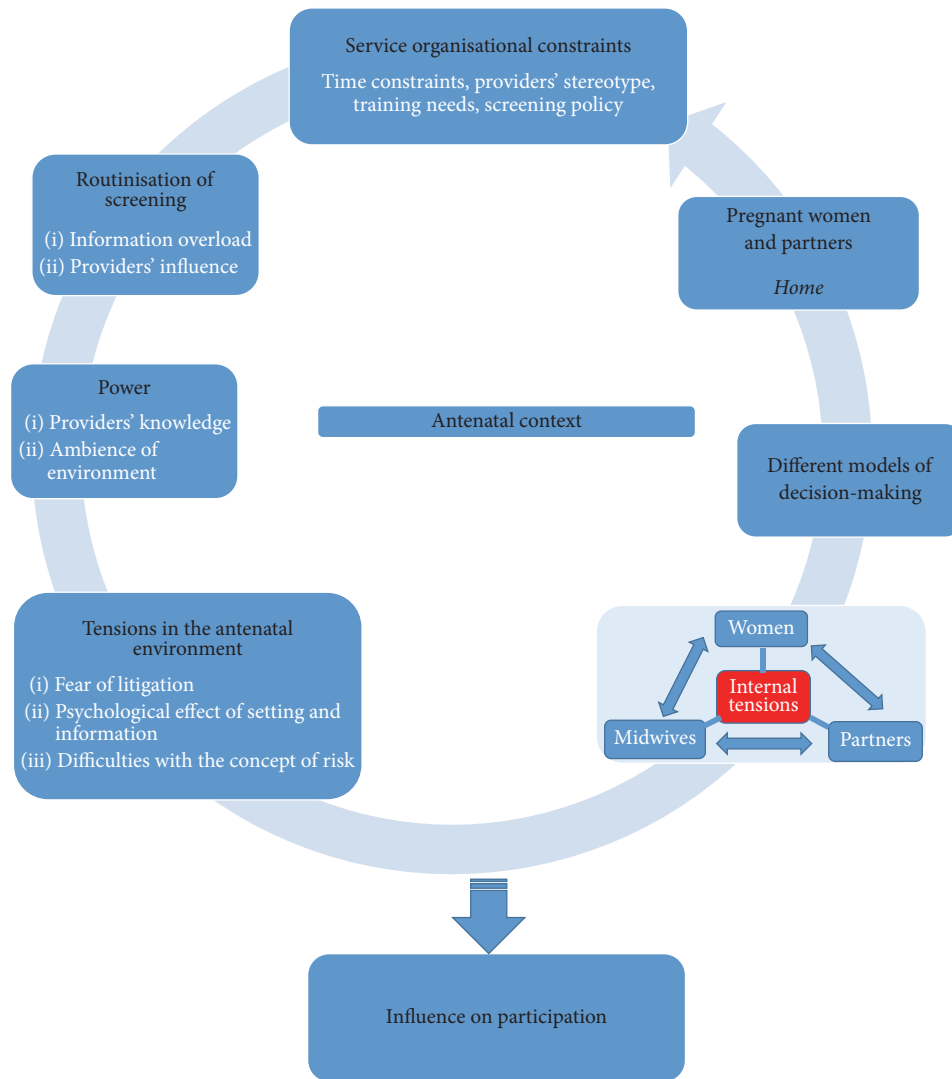 Service organisational constraints
Time constraints, providers' stereotype,
training needs, screening policy
Routinisation of
screening
(i) Information overload
(ii) Providers' influence
Pregnant women
and partners
Home
Power
(i) Providers' knowledge
(ii) Ambience of
environment
Antenatal context
Different models of
decision-making
Tensions in the antenatal
environment
(i) Fear of litigation
(ii) Psychological effect of setting and
information
(iii) Difficulties with the concept of risk
Women
Internal
tensions
Midwives
Partners
Influence on participation